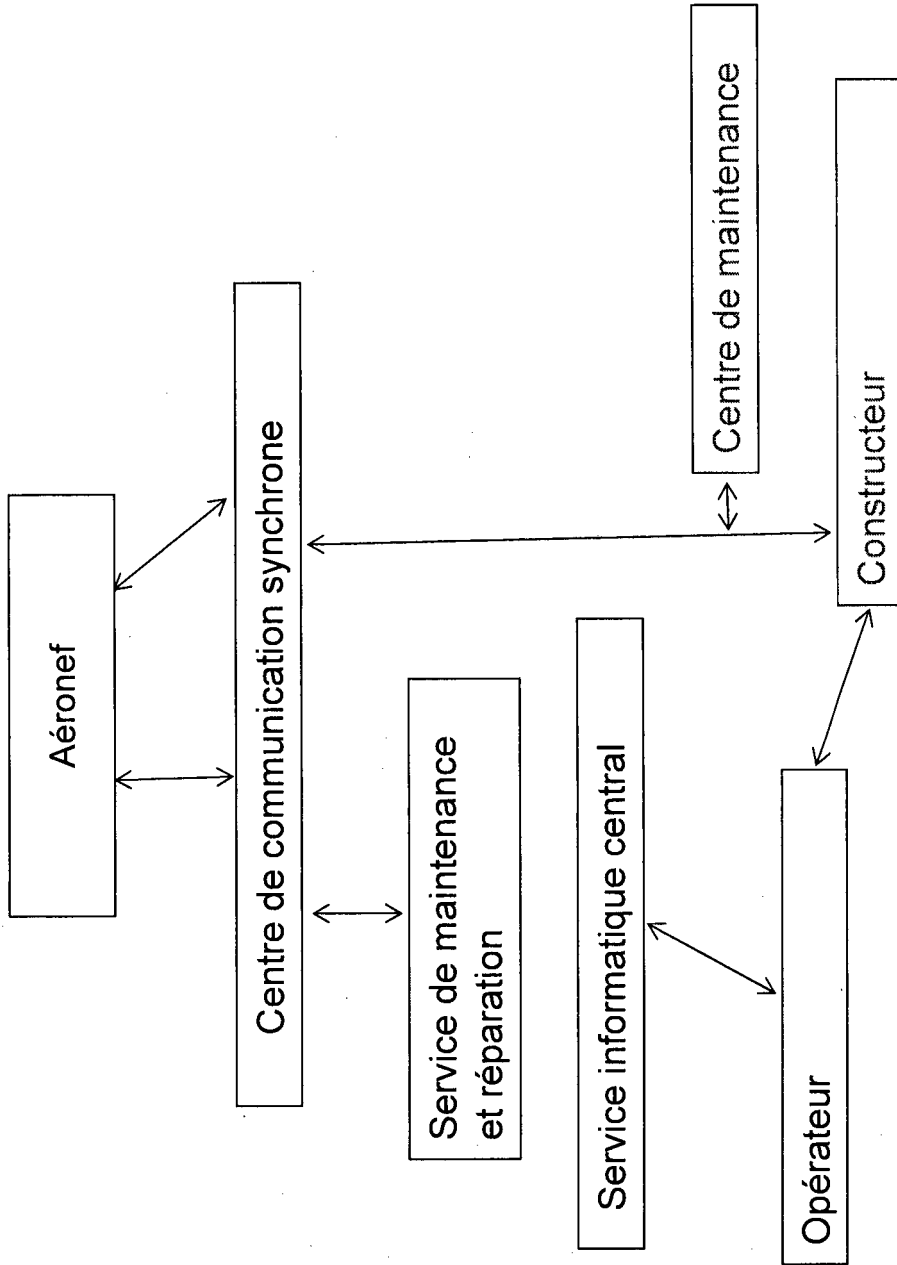 Aéronef
Centre de communication synchrone
Service de maintenance
et réparation
Service informatique central
Centre de maintenance
Opérateur
Constructeur